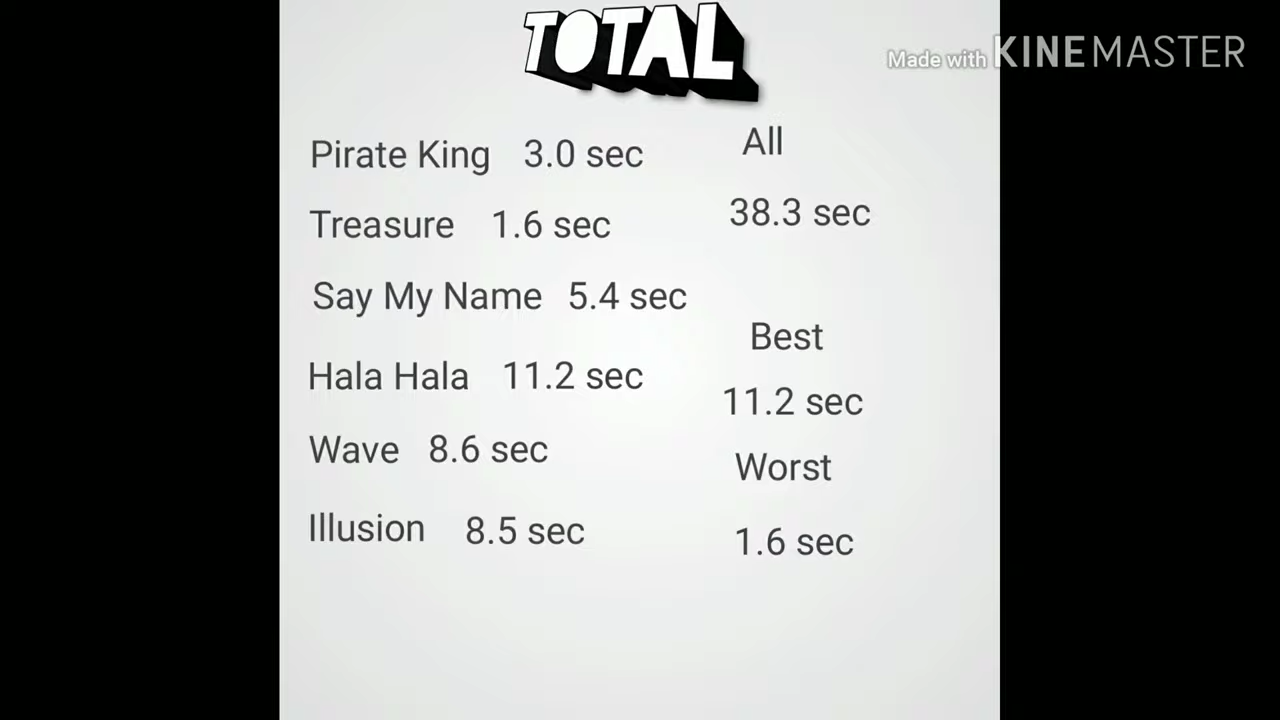 TOTAL
Made with KINEMASTER
Pirate King 3.0 sec
Treasure 1.6 sec
Say My Name 5.4 sec
Hala Hala 11.2 sec
Wave 8.6 sec
Illusion 8.5 sec
All
38.3 sec
Best
11.2 sec
Worst
1.6 sec